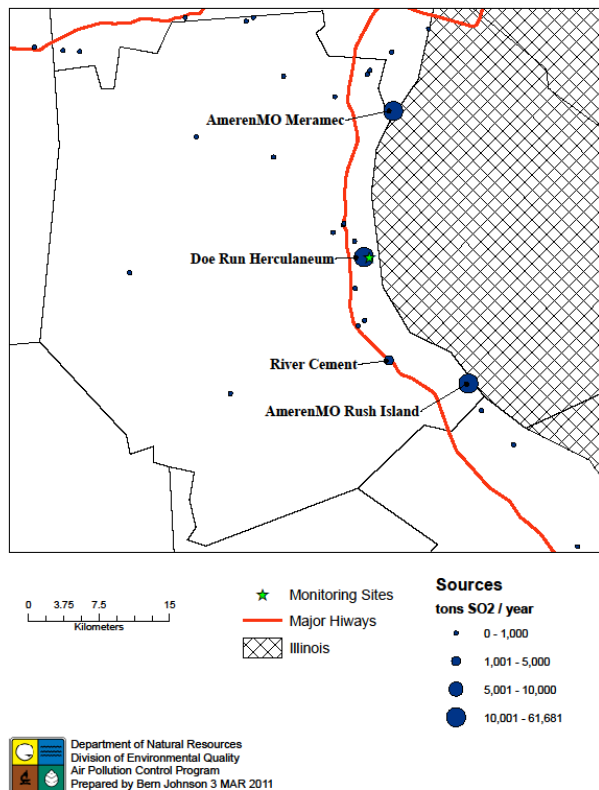 AmerenMO Meramec
Doe Run Herculaneum
River Cement
AmerenMO Rush Island
0 3.75 7.5 15
Kilometers
Monitoring Sites
Major Hiways
Illinois
Sources
tons SO2 / year
0 - 1,000
1,001 - 5,000
5,001 - 10,000
10,001 - 61,681
Department of Natural Resources
Division of Environmental Quality
Air Pollution Control Program
Prepared by Bern Johnson 3 MAR 2011